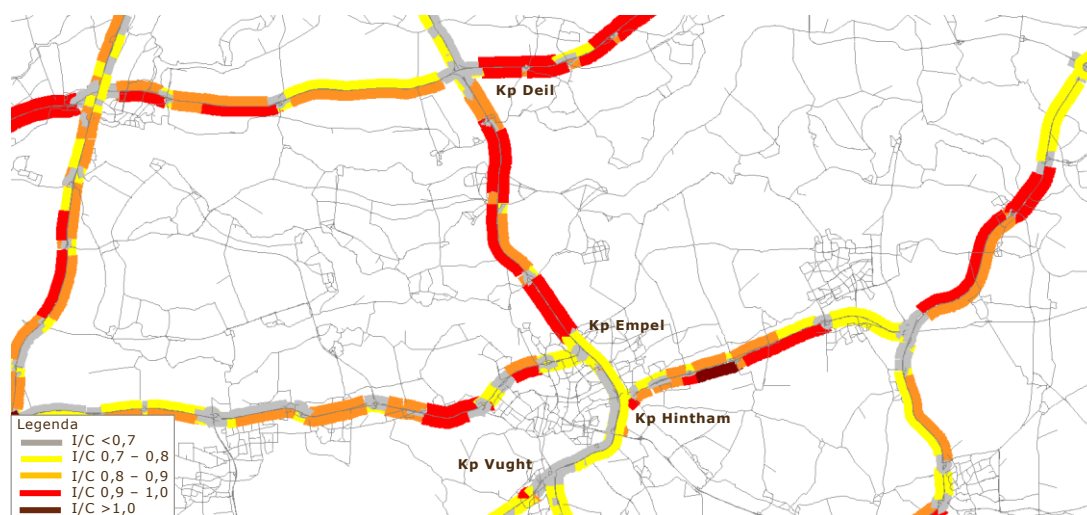 Kp Deil
Kp Empel
Kp Hintham
Kp Vught
Legenda
I/C <0,7
I/C 0,7 – 0,8
I/C 0,8 – 0,9
I/C 0,9 – 1,0
I/C >1,0